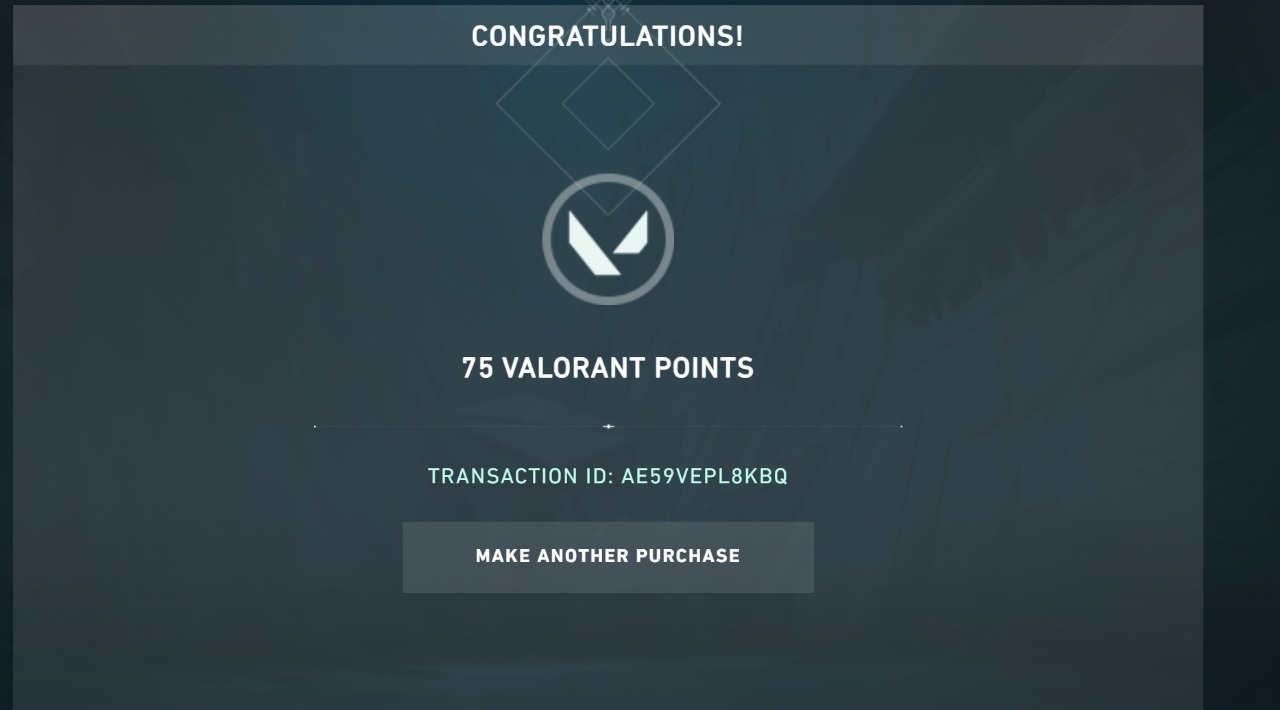 CONGRATULATIONS!
75 VALORANT POINTS
TRANSACTION ID: AE59VEPL8KBQ
MAKE ANOTHER PURCHASE